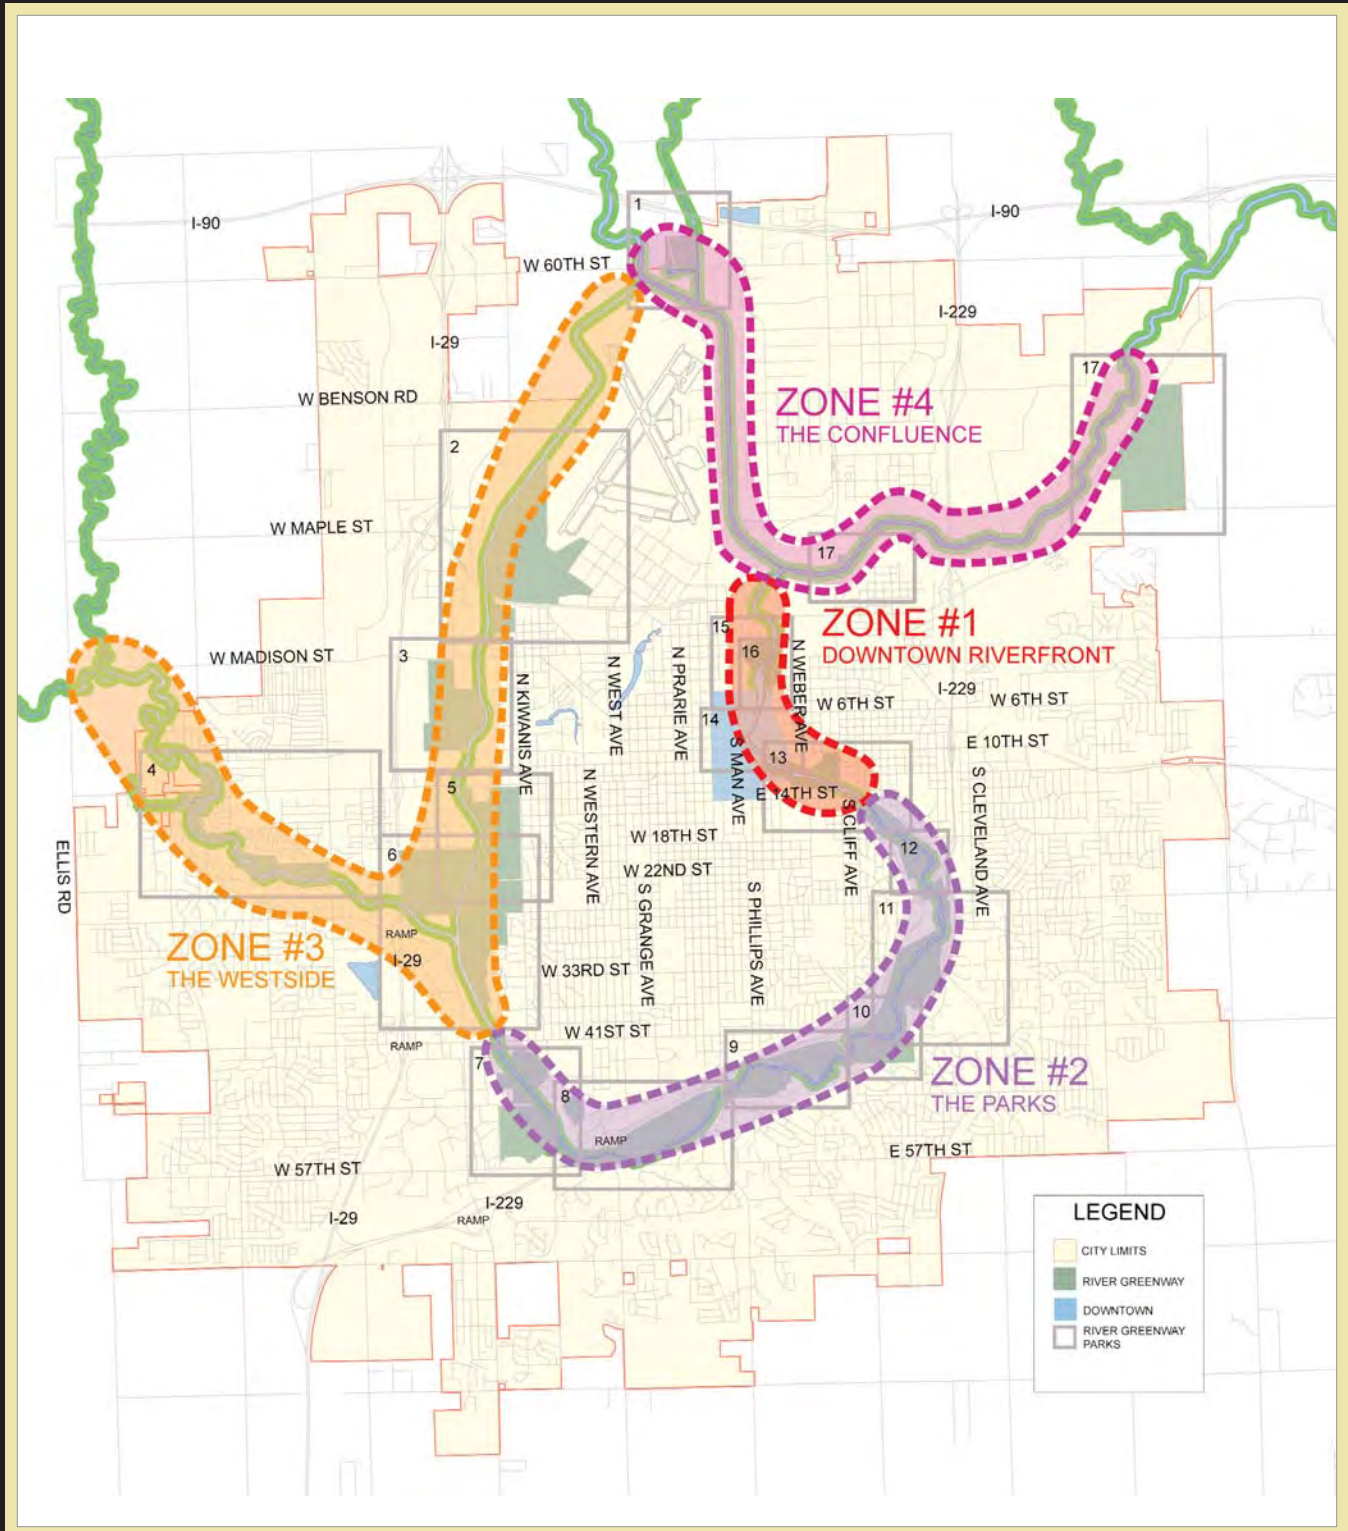 1
I-90
I-90
W 60TH ST
I-229
I-29
17
W BENSON RD
ZONE #4
THE CONFLUENCE
2
W MAPLE ST
17
ZONE #1
DOWNTOWN RIVERFRONT
15
16
3
W MADISON ST
N KIWANIS AVE
N WEST AVE
N PRARIE AVE
N WEBER AVE
W 6TH ST
I-229
W 6TH ST
14
E 10TH ST
13
4
5
S MAN AVE
E 14TH ST
S CLIFF AVE
S CLEVELAND AVE
N WESTERN AVE
W 18TH ST
ELLIS RD
6
12
W 22ND ST
S GRANGE AVE
S PHILLIPS AVE
11
RAMP
ZONE #3
THE WESTSIDE
I-29
W 33RD ST
10
W 41ST ST
RAMP
9
7
ZONE #2
THE PARKS
8
RAMP
E 57TH ST
W 57TH ST
I-229
I-29
RAMP
LEGEND
CITY LIMITS
RIVER GREENWAY
DOWNTOWN
RIVER GREENWAY
PARKS